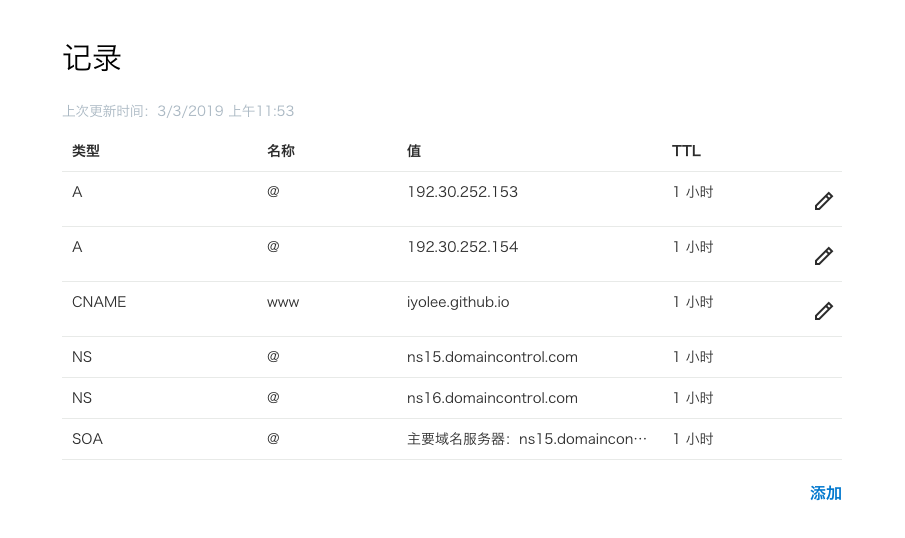 记录
上次更新时间：3/3/2019 上午11:53
类型 名称 值 TTL
A @ 192.30.252.153 1 小时
A @ 192.30.252.154 1 小时
CNAME www iyolee.github.io 1 小时
NS @ ns15.domaincontrol.com 1 小时
NS @ ns16.domaincontrol.com 1 小时
SOA @ 主要域名服务器：ns15.domaincon… 1 小时
添加